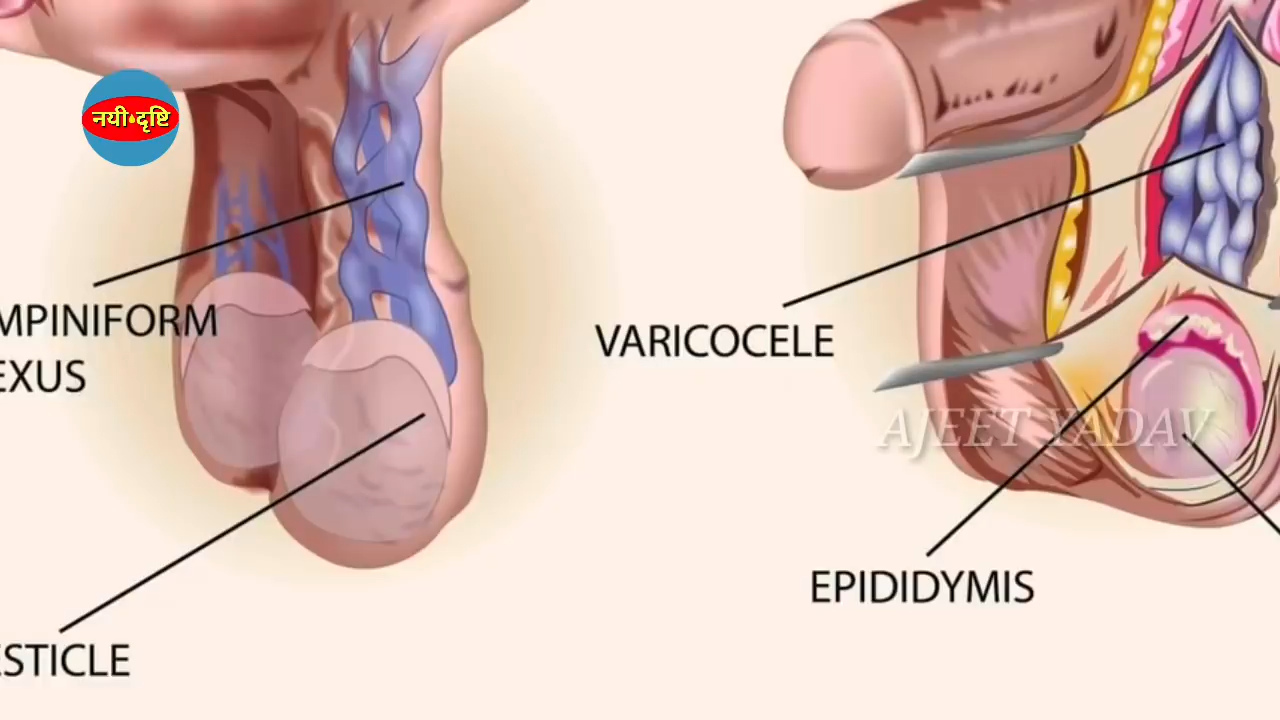 नयी दृष्टि
MPINIFORM
EXUS
VARICOCELE
AJEET YADAV
EPIDIDYMIS
ESTICLE